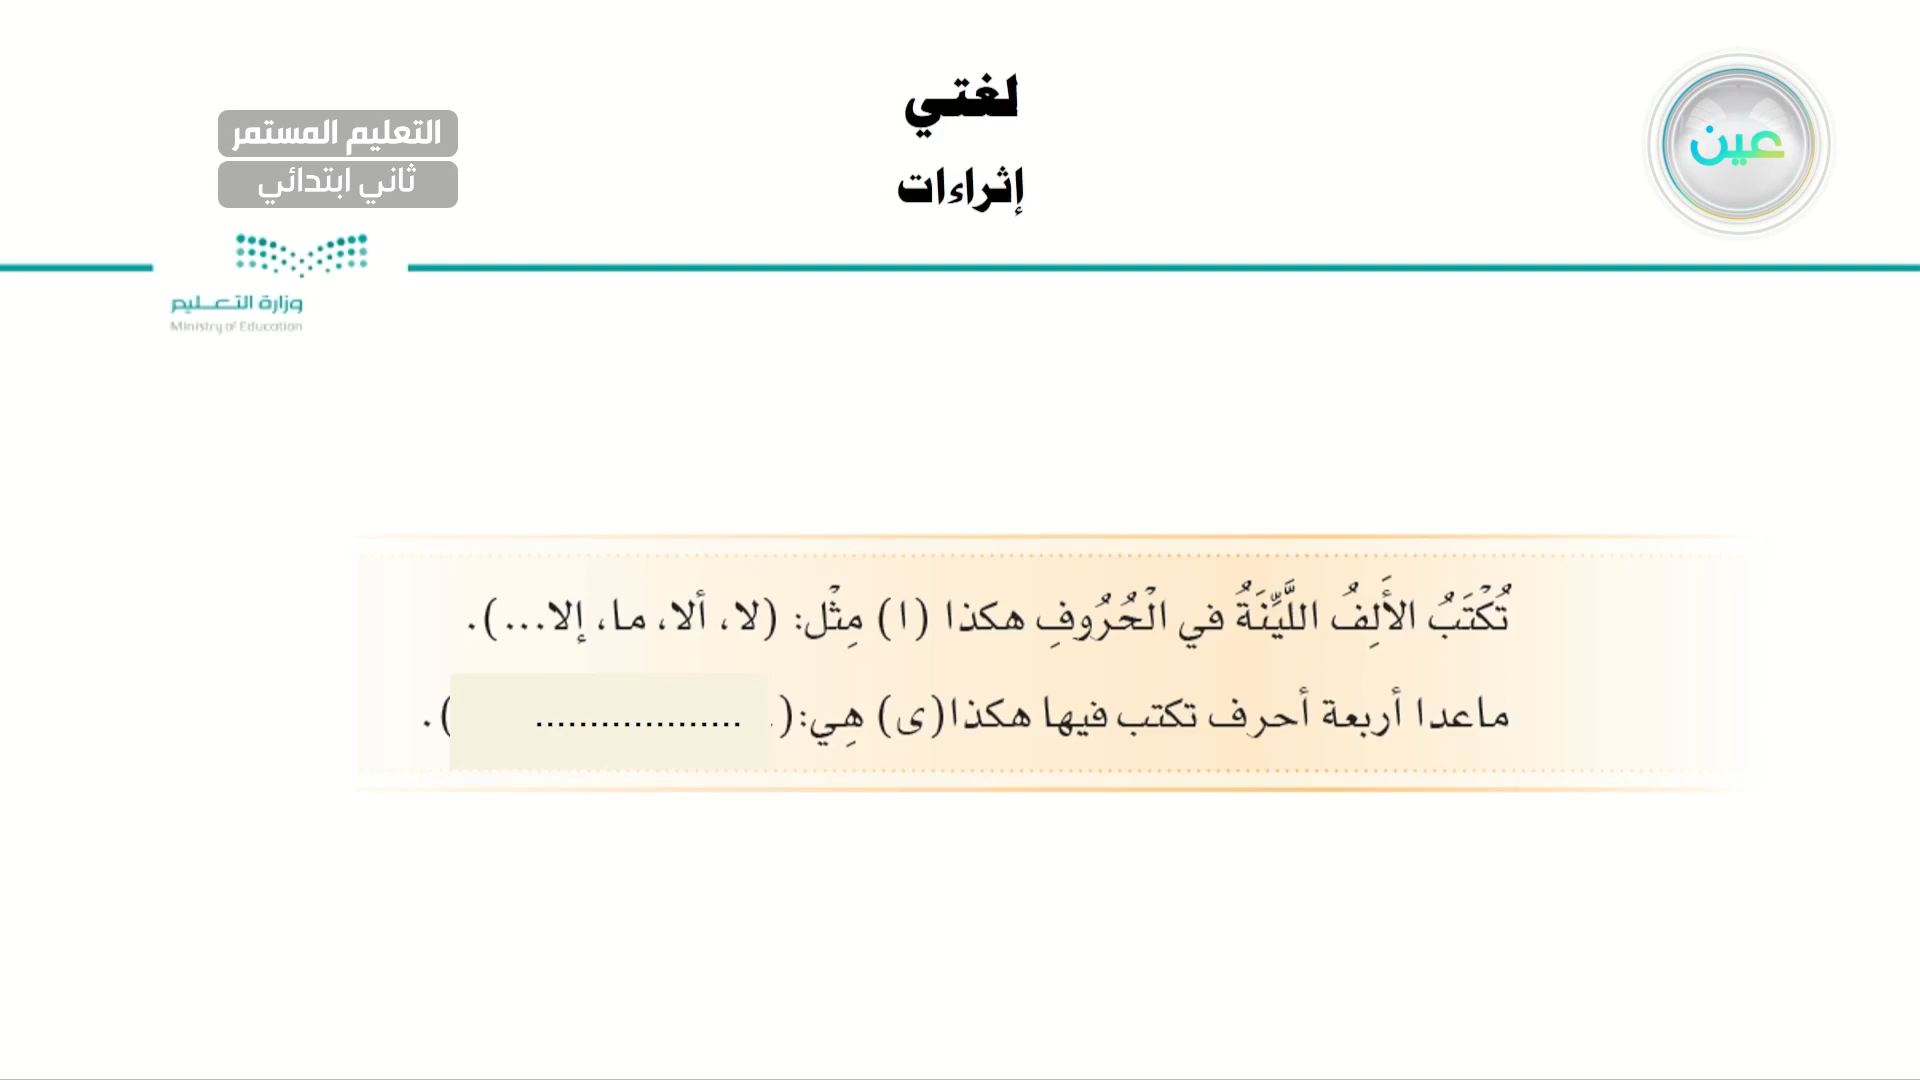 لغتي
إثراءات
عين
التعليم المستمر
ثاني ابتدائي
وزارة التعـــليم
Ministry of Education
تُكْتَبُ الأَلِفُ اللَّيِّنَةُ في الْحُرُوفِ هكذا (ا) مِثْل: (لا، ألا، ما، إلا...).
ماعدا أربعة أحرف تكتب فيها هكذا(ى) هِي:( ................... ).